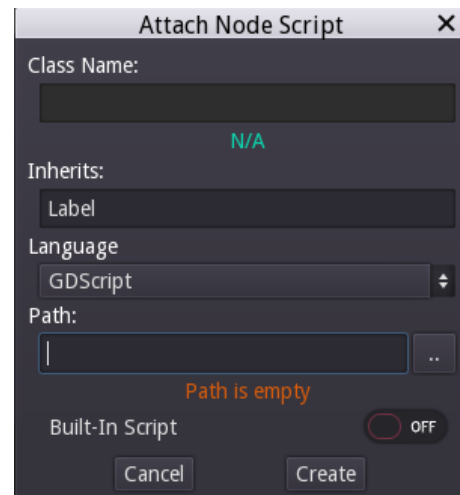 Attach Node Script
Class Name:
N/A
Inherits:
Label
Language
GDScript
Path:
..
Path is empty
Built-In Script OFF
Cancel Create